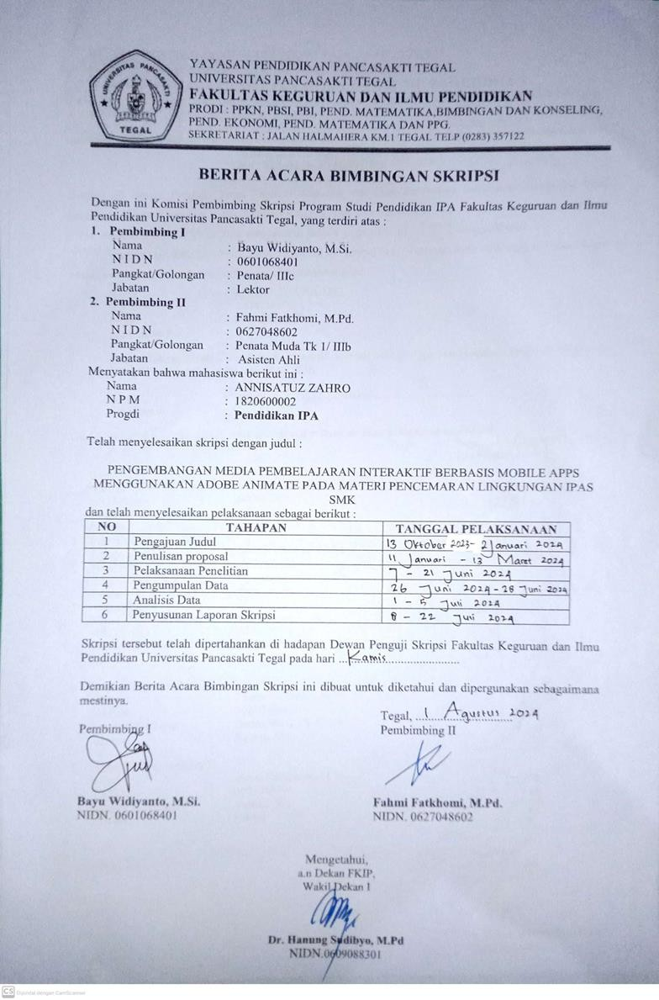 UNIVERSITAS PANCASAKTI
TEGAL
YAYASAN PENDIDIKAN PANCASAKTI TEGAL
UNIVERSITAS PANCASAKTI TEGAL
FAKULTAS KEGURUAN DAN ILMU PENDIDIKAN
PRODI : PPKN, PBSI, PBI, PEND. MATEMATIKA,BIMBINGAN DAN KONSELING,
PEND. EKONOMI, PEND. MATEMATIKA DAN PPG.
SEKRETARIAT : JALAN HALMAHERA KM.1 TEGAL TELP (0283) 357122
BERITA ACARA BIMBINGAN SKRIPSI
Dengan ini Komisi Pembimbing Skripsi Program Studi Pendidikan IPA Fakultas Keguruan dan Ilmu
Pendidikan Universitas Pancasakti Tegal, yang terdiri atas :
1. Pembimbing I
Nama : Bayu Widiyanto, M.Si.
N I D N : 0601068401
Pangkat/Golongan : Penata/ IIIc
Jabatan : Lektor
2. Pembimbing II
Nama : Fahmi Fatkhomi, M.Pd.
N I D N : 0627048602
Pangkat/Golongan : Penata Muda Tk 1/ IIIb
Jabatan : Asisten Ahli
Menyatakan bahwa mahasiswa berikut ini :
Nama : ANNISATUZ ZAHRO
N P M : 1820600002
Progdi : Pendidikan IPA
Telah menyelesaikan skripsi dengan judul :
PENGEMBANGAN MEDIA PEMBELAJARAN INTERAKTIF BERBASIS MOBILE APPS
MENGGUNAKAN ADOBE ANIMATE PADA MATERI PENCEMARAN LINGKUNGAN IPAS
SMK
dan telah menyelesaikan pelaksanaan sebagai berikut :
NO TAHAPAN TANGGAL PELAKSANAAN
1 Pengajuan Judul 13 Oktober 2023- 2 Januari 2024
2 Penulisan proposal 11 Januari - 13 Maret 2024
3 Pelaksanaan Penelitian 7 - 21 Juni 2024
4 Pengumpulan Data 26 Juni 2024 - 28 Juni 2024
5 Analisis Data 1 - 5 Juli 2024
6 Penyusunan Laporan Skripsi 8 - 22 Juli 2024
Skripsi tersebut telah dipertahankan di hadapan Dewan Penguji Skripsi Fakultas Keguruan dan Ilmu
Pendidikan Universitas Pancasakti Tegal pada hari ...Kamis........................
Demikian Berita Acara Bimbingan Skripsi ini dibuat untuk diketahui dan dipergunakan sebagaimana
mestinya.
Tegal, ...1 Agustus 2024
Pembimbing I Pembimbing II
Bayu Widiyanto, M.Si. Fahmi Fatkhomi, M.Pd.
NIDN. 0601068401 NIDN. 0627048602
Mengetahui,
a.n Dekan FKIP,
Wakil Dekan I
Dr. Hanung Sudibyo, M.Pd
NIDN.0609088301
CS Dipindai dengan CamScanner